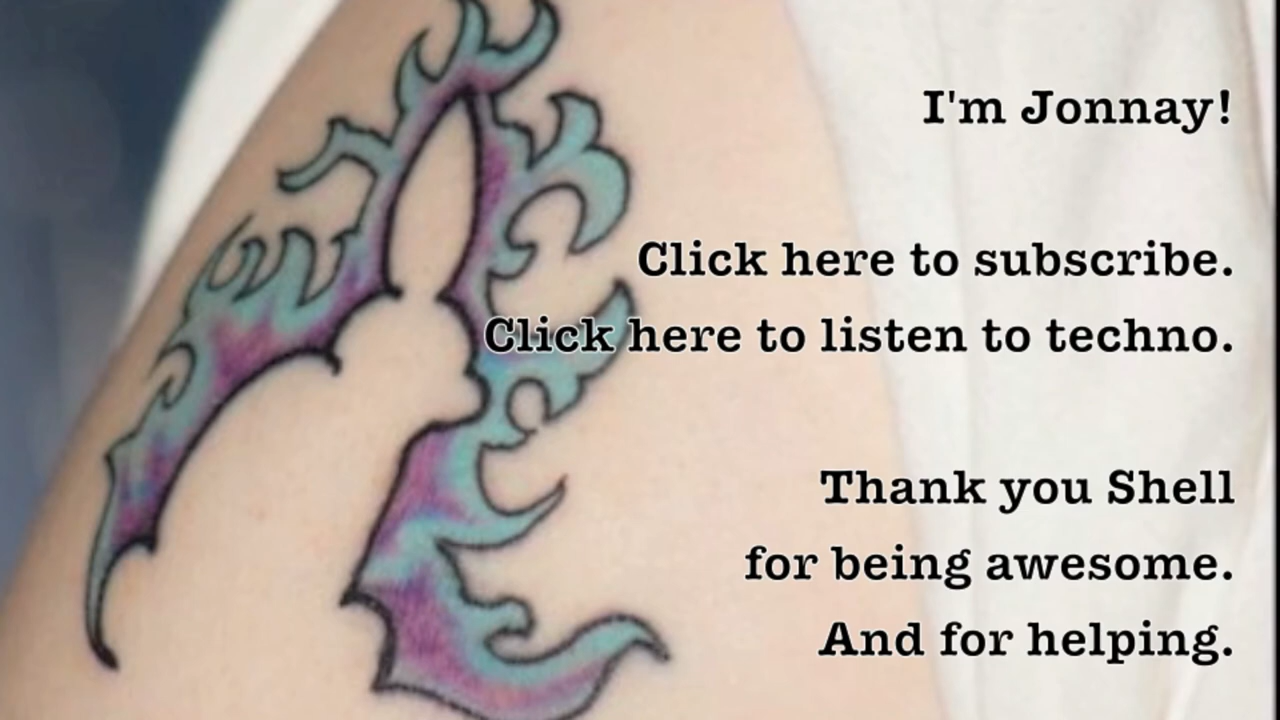 I'm Jonnay!
Click here to subscribe.
Click here to listen to techno.
Thank you Shell
for being awesome.
And for helping.